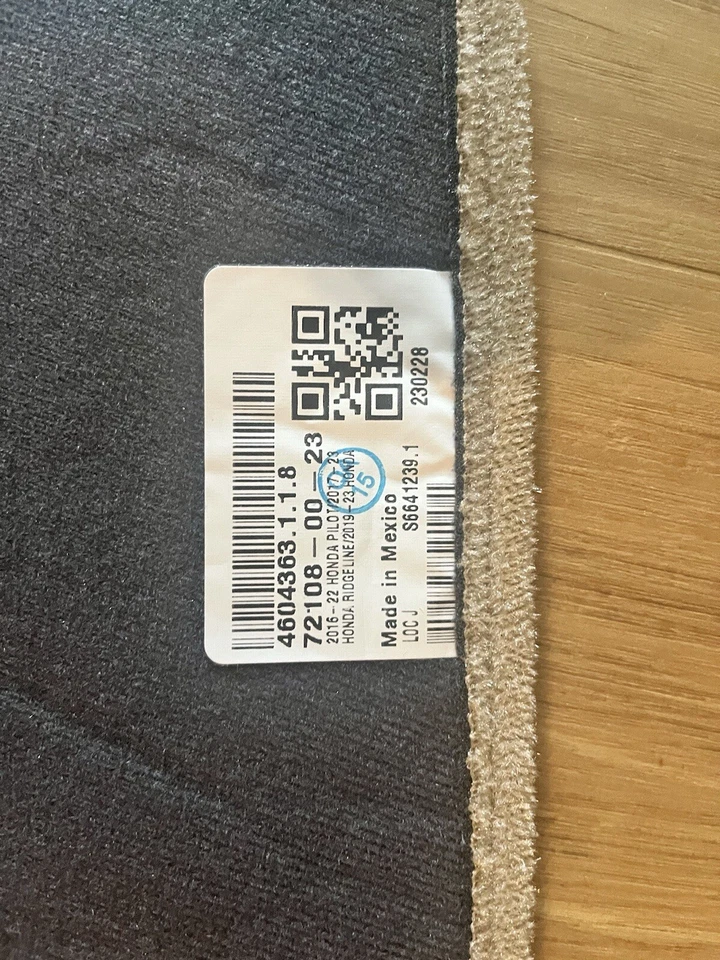 4604363.1.1.8
72108-00-23
2016-22 HONDA PILOT/2017-23
HONDA RIDGELINE/2019-23 HONDA
Made in Mexico
LOC J S6641239.1
230228
15